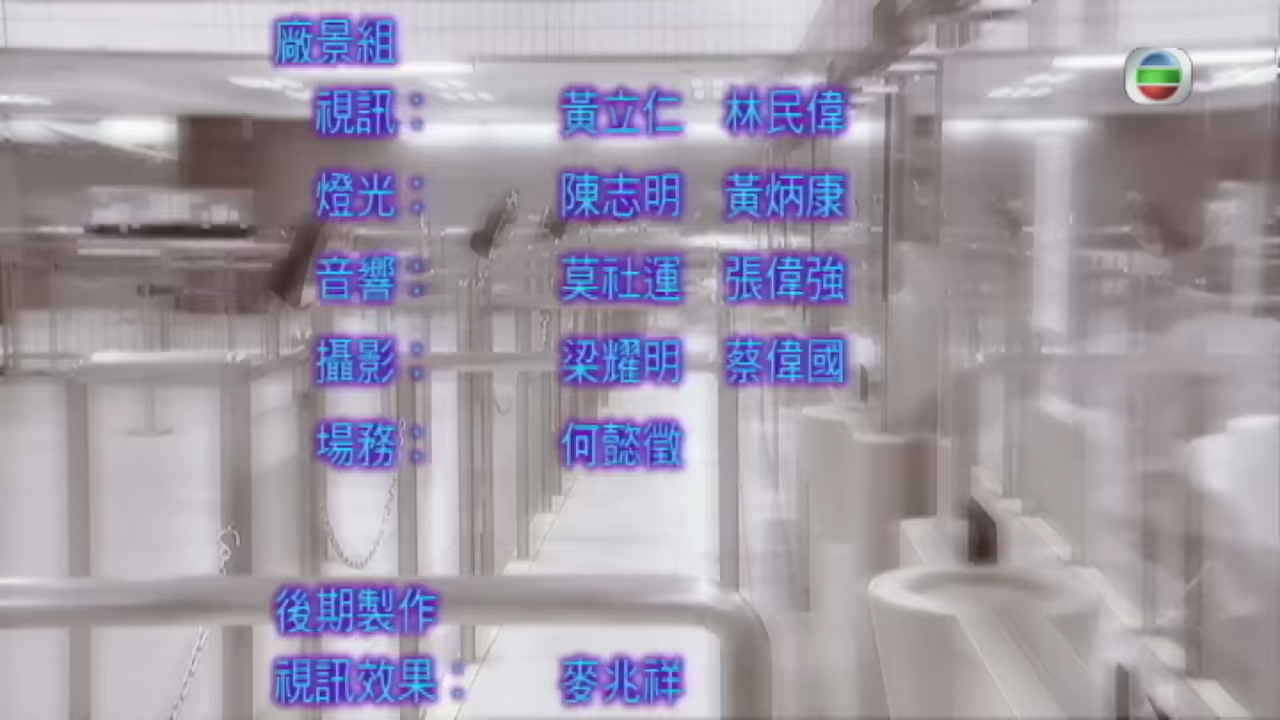 廠景組
視訊： 黃立仁 林民偉
燈光： 陳志明 黃炳康
音響： 莫社運 張偉強
攝影： 梁耀明 蔡偉國
場務： 何懿徵
後期製作
視訊效果： 麥兆祥